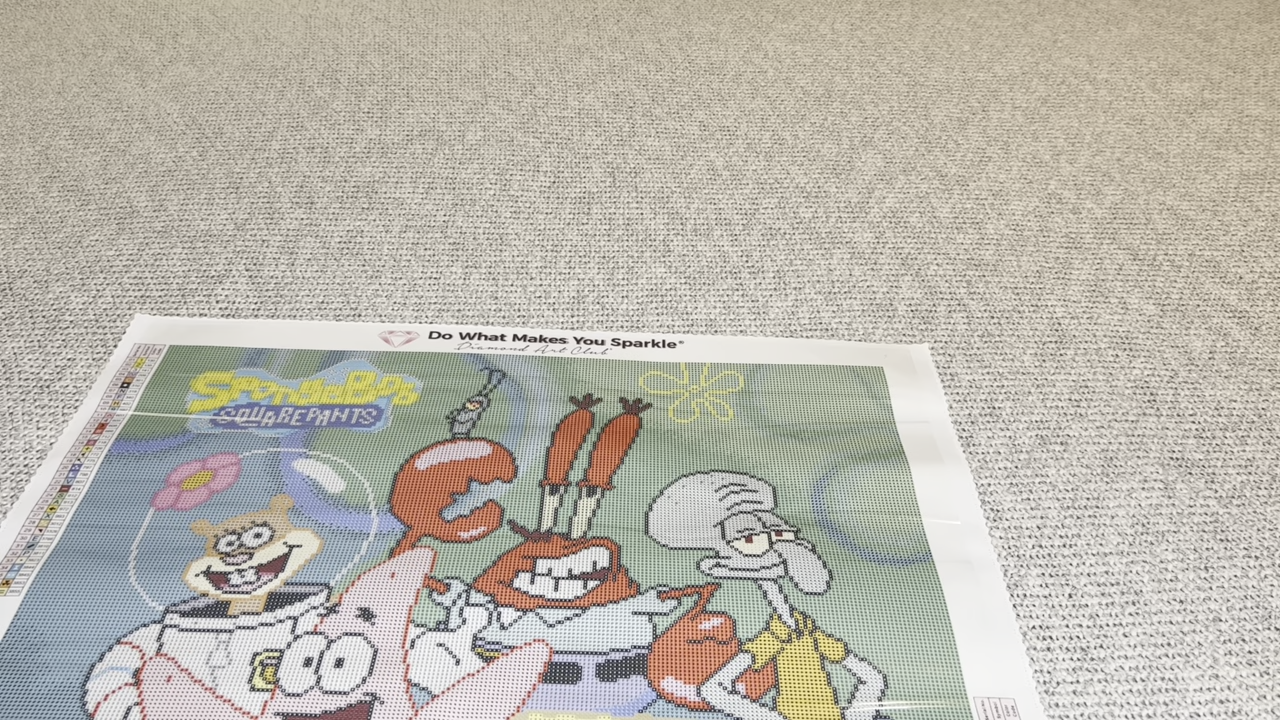 Do What Makes You Sparkle®
Diamond Art Club®
SPONGEBOB
SQUAREPANTS